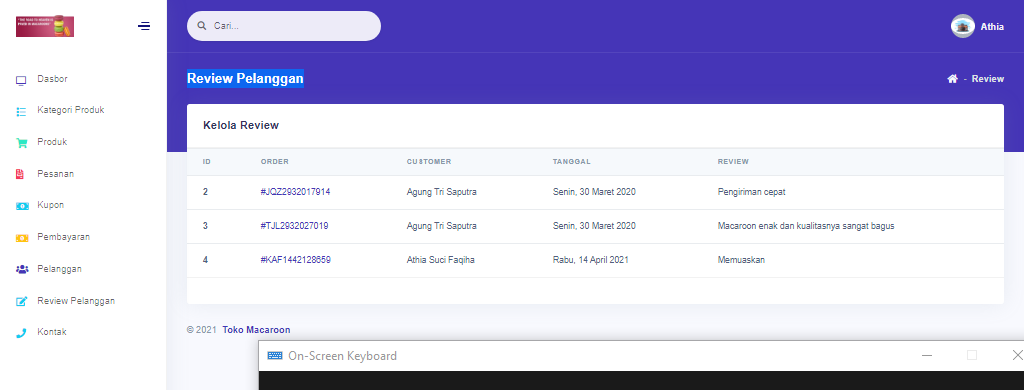 Cari...
Athia
Dasbor
Kategori Produk
Produk
Pesanan
Kupon
Pembayaran
Pelanggan
Review Pelanggan
Kontak
Review Pelanggan
- Review
Kelola Review
ID ORDER CUSTOMER TANGGAL REVIEW
2 #JQZ2932017914 Agung Tri Saputra Senin, 30 Maret 2020 Pengiriman cepat
3 #TJL2932027019 Agung Tri Saputra Senin, 30 Maret 2020 Macaroon enak dan kualitasnya sangat bagus
4 #KAF1442128659 Athia Suci Faqiha Rabu, 14 April 2021 Memuaskan
© 2021 Toko Macaroon
On-Screen Keyboard